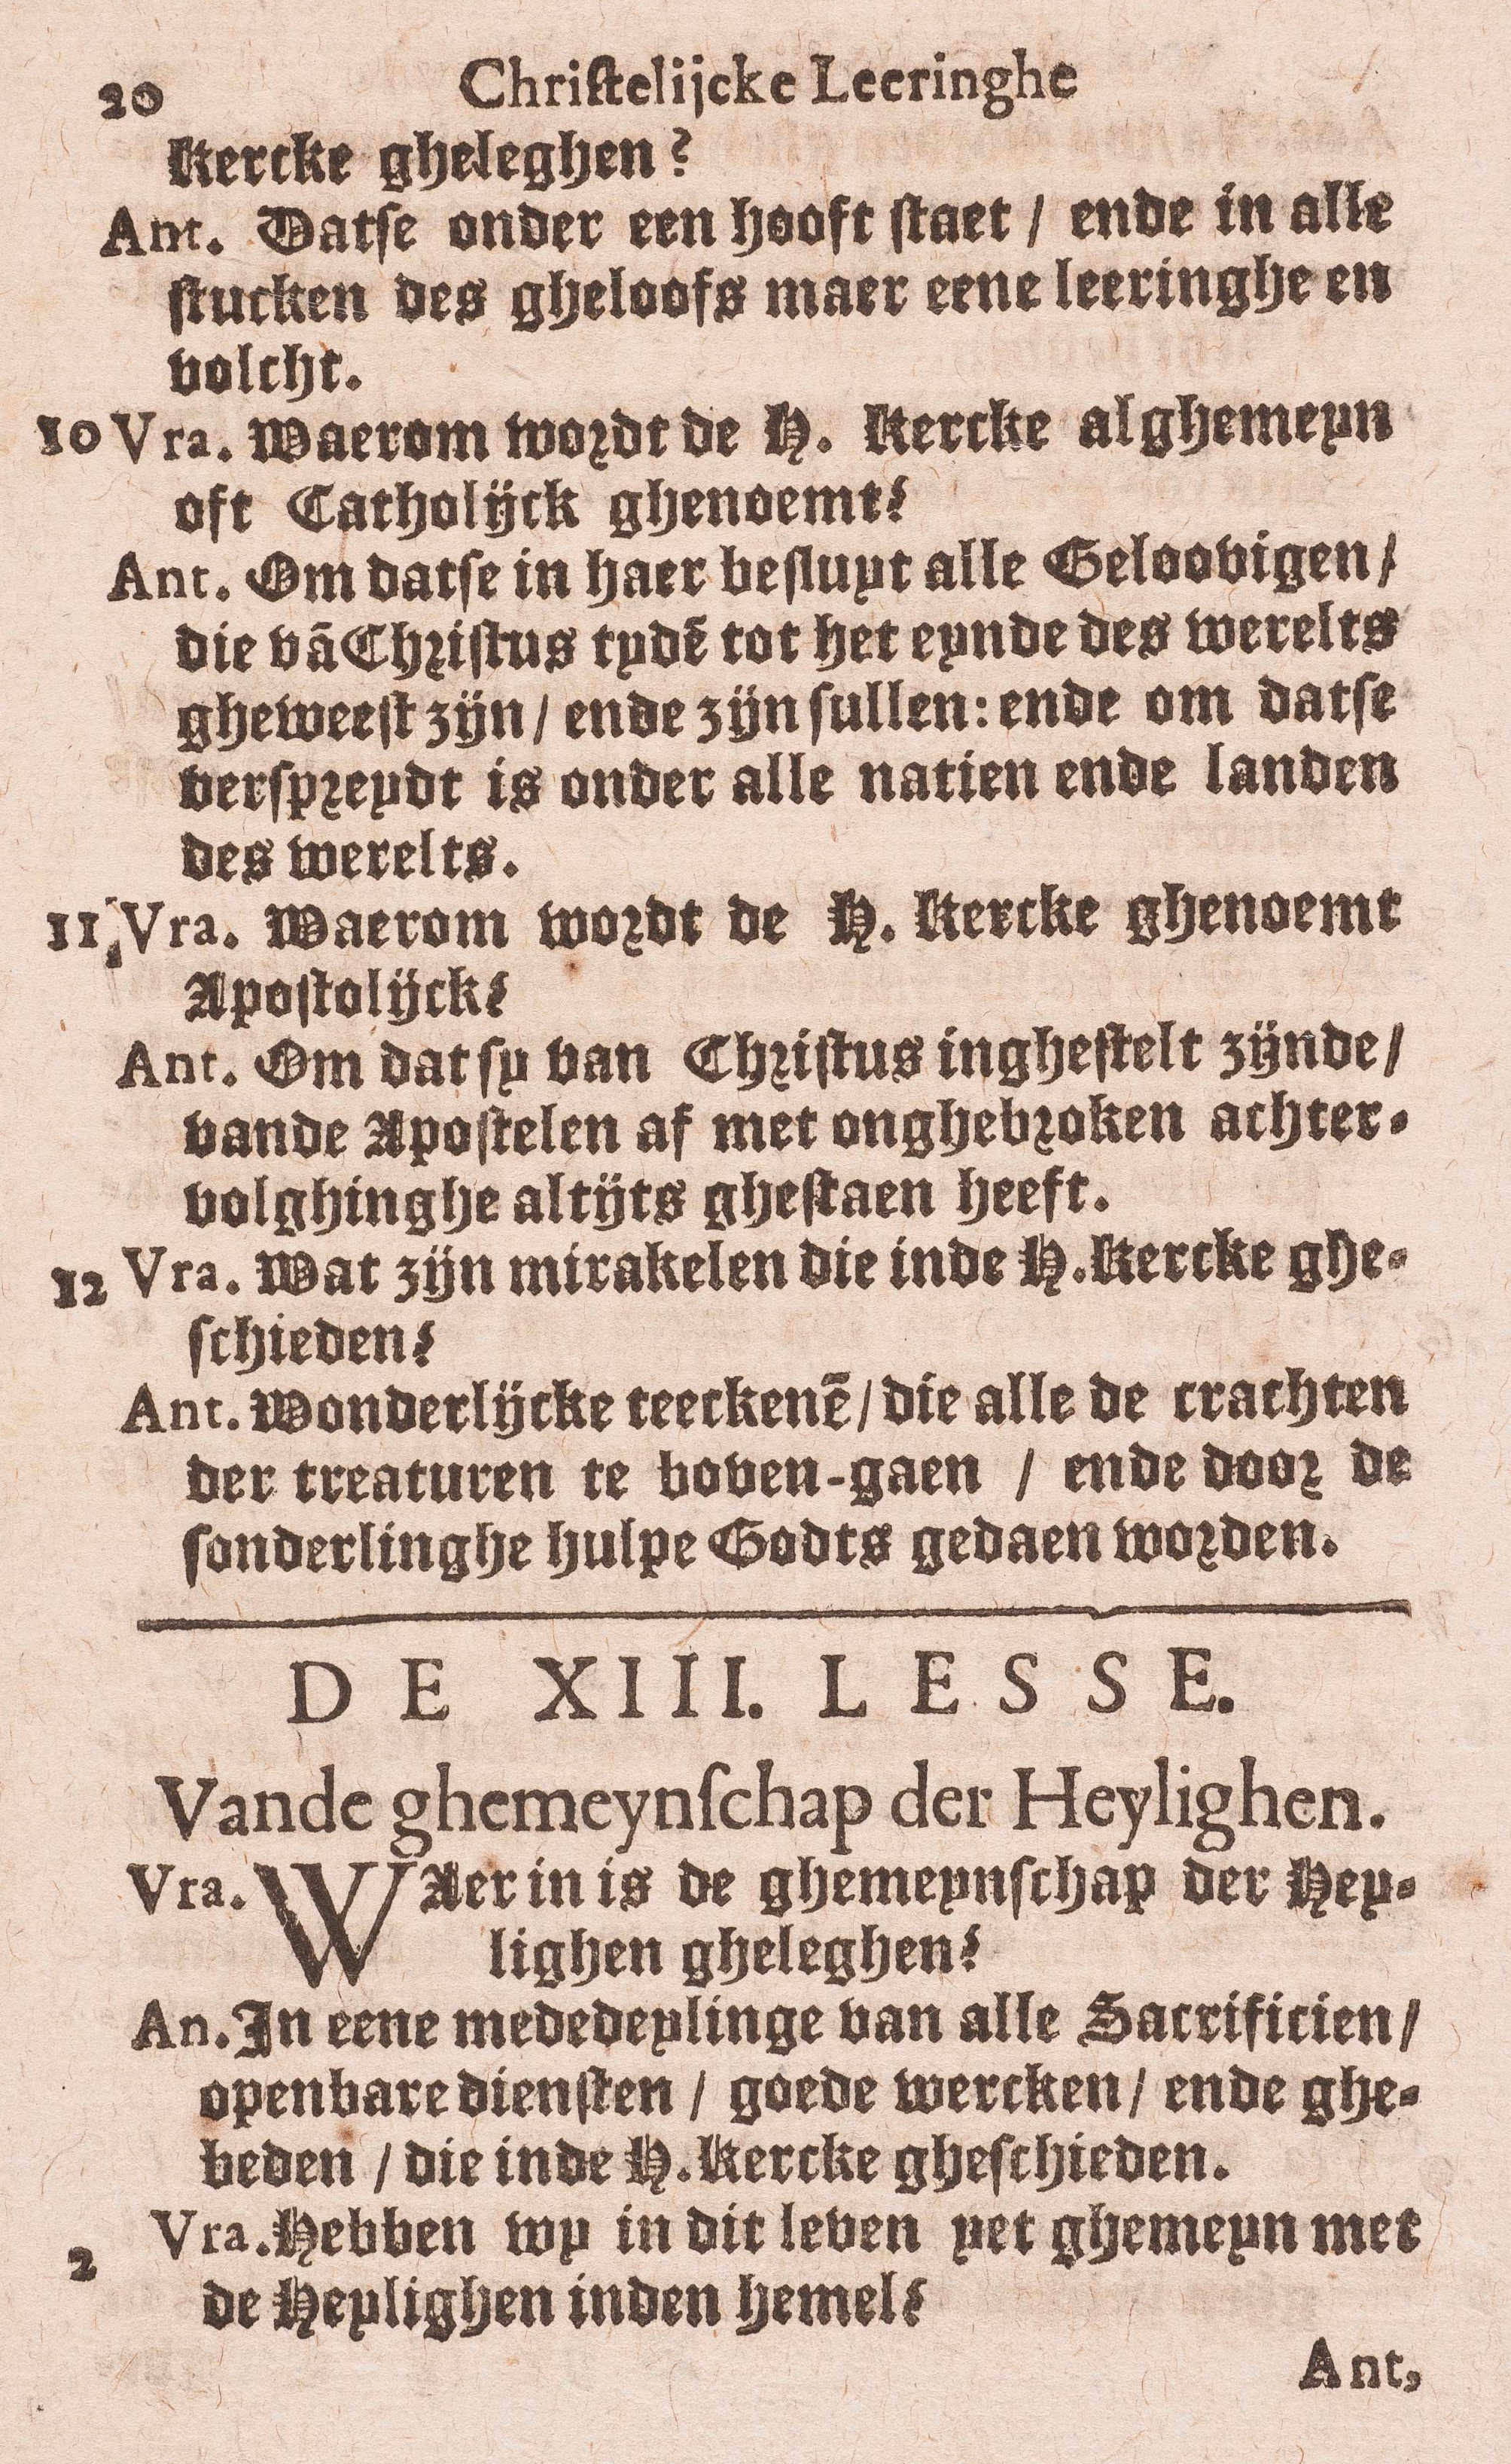 20 Christelijcke Leeringhe
Kercke gheleghen?
Ant. Datse onder een hooft staet / ende in alle
stucken des gheloofs maer eene leeringhe en
volcht.
10 Vra. Waerom wordt de H. Kercke alghemeyn
oft Catholijck ghenoemt?
Ant. Om datse in haer besluyt alle Geloovigen /
die vā Christus tydē tot het eynde des werelts
gheweest zijn / ende zijn sullen: ende om datse
verspreydt is onder alle natien ende landen
des werelts.
11 Vra. Waerom wordt de H. Kercke ghenoemt
Apostolijck?
Ant. Om dat sy van Christus inghestelt zijnde /
vande Apostelen af met onghebroken achter-
volghinghe altijts ghestaen heeft.
12 Vra. Wat zijn mirakelen die inde H. Kercke ghe-
schieden?
Ant. Wonderlijcke teeckenē / die alle de crachten
der treaturen te boven-gaen / ende door de
sonderlinghe hulpe Godts gedaen worden.
DE XIII. LESSE.
Vande ghemeynschap der Heylighen.
Vra. WAer in is de ghemeynschap der Hey-
lighen gheleghen?
An. In eene mededeylinge van alle Sacrificien /
openbare diensten / goede wercken / ende ghe-
beden / die inde H. Kercke gheschieden.
2 Vra. Hebben wy in dit leven yet ghemeyn met
de Heylighen inden hemel?
Ant,